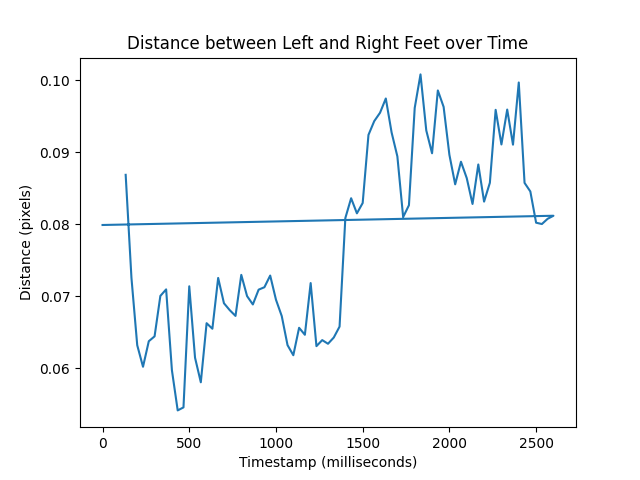 Distance between Left and Right Feet over Time
0.10
0.09
0.08
0.07
0.06
Distance (pixels)
0 500 1000 1500 2000 2500
Timestamp (milliseconds)